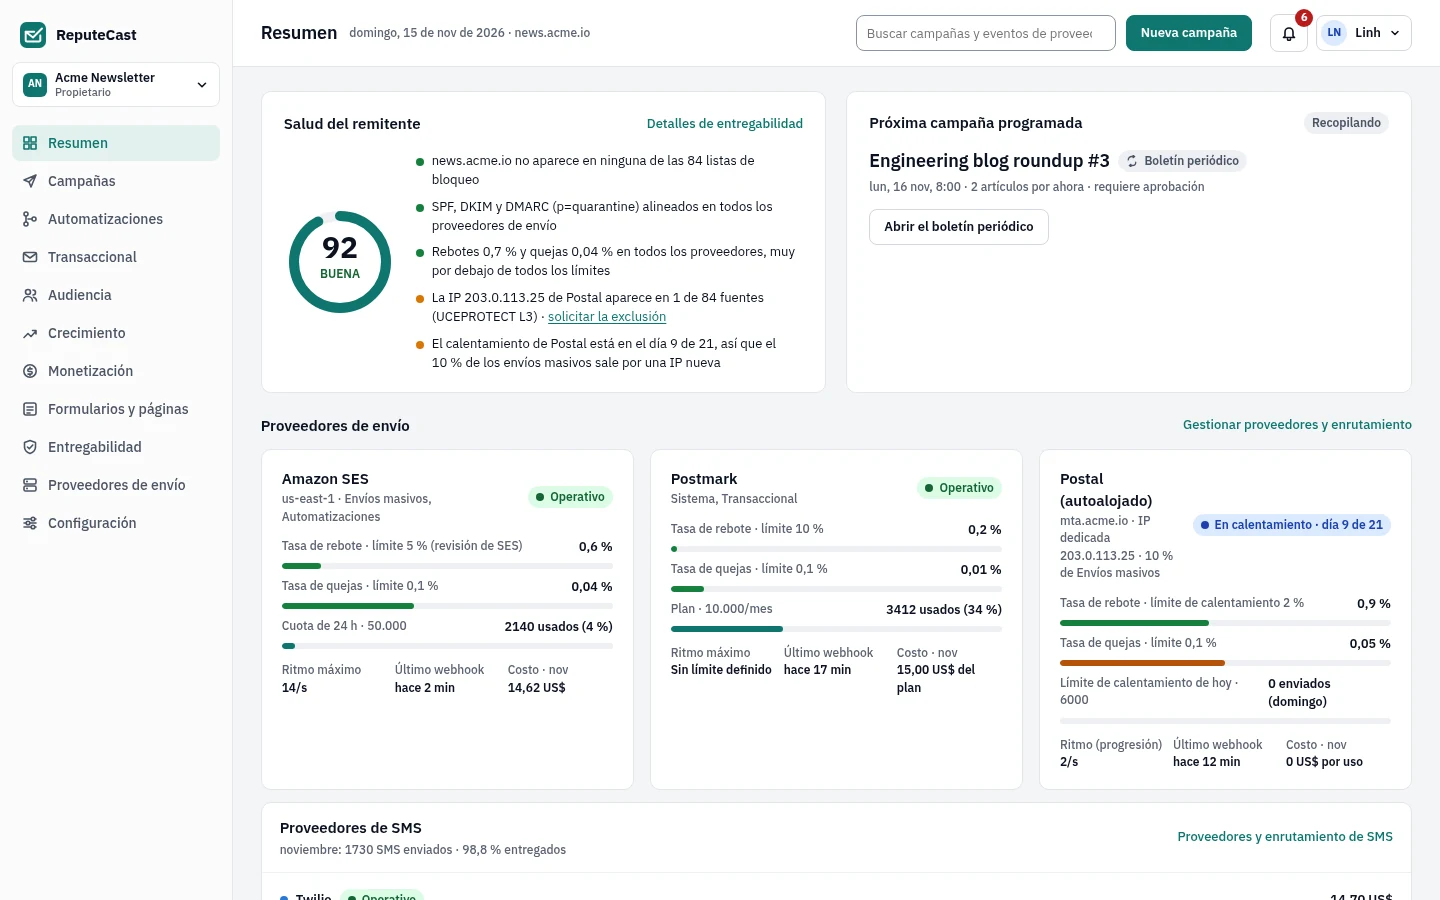 ReputeCast
AN
Acme Newsletter
Propietario
Resumen
Campañas
Automatizaciones
Transaccional
Audiencia
Crecimiento
Monetización
Formularios y páginas
Entregabilidad
Proveedores de envío
Configuración
Resumen
domingo, 15 de nov de 2026 · news.acme.io
Buscar campañas y eventos de provee
Nueva campaña
6
LN
Linh
Salud del remitente
Detalles de entregabilidad
92
BUENA
news.acme.io no aparece en ninguna de las 84 listas de
bloqueo
SPF, DKIM y DMARC (p=quarantine) alineados en todos los
proveedores de envío
Rebotes 0,7 % y quejas 0,04 % en todos los proveedores, muy
por debajo de todos los límites
La IP 203.0.113.25 de Postal aparece en 1 de 84 fuentes
(UCEPROTECT L3) · solicitar la exclusión
El calentamiento de Postal está en el día 9 de 21, así que el
10 % de los envíos masivos sale por una IP nueva
Próxima campaña programada
Recopilando
Engineering blog roundup #3
Boletín periódico
lun, 16 nov, 8:00 · 2 artículos por ahora · requiere aprobación
Abrir el boletín periódico
Proveedores de envío
Gestionar proveedores y enrutamiento
Amazon SES
us-east-1 · Envíos masivos,
Automatizaciones
Operativo
Tasa de rebote · límite 5 % (revisión de SES)
0,6 %
Tasa de quejas · límite 0,1 %
0,04 %
Cuota de 24 h · 50.000
2140 usados (4 %)
Ritmo máximo
14/s
Último webhook
hace 2 min
Costo · nov
14,62 US$
Postmark
Sistema, Transaccional
Operativo
Tasa de rebote · límite 10 %
0,2 %
Tasa de quejas · límite 0,1 %
0,01 %
Plan · 10.000/mes
3412 usados (34 %)
Ritmo máximo
Sin límite definido
Último webhook
hace 17 min
Costo · nov
15,00 US$ del
plan
Postal
(autoalojado)
mta.acme.io · IP
dedicada
203.0.113.25 · 10 %
de Envíos masivos
En calentamiento · día 9 de 21
Tasa de rebote · límite de calentamiento 2 %
0,9 %
Tasa de quejas · límite 0,1 %
0,05 %
Límite de calentamiento de hoy ·
6000
0 enviados
(domingo)
Ritmo (progresión)
2/s
Último webhook
hace 12 min
Costo · nov
0 US$ por uso
Proveedores de SMS
noviembre: 1730 SMS enviados · 98,8 % entregados
Proveedores y enrutamiento de SMS
Twilio
Operativo
14,70 US$